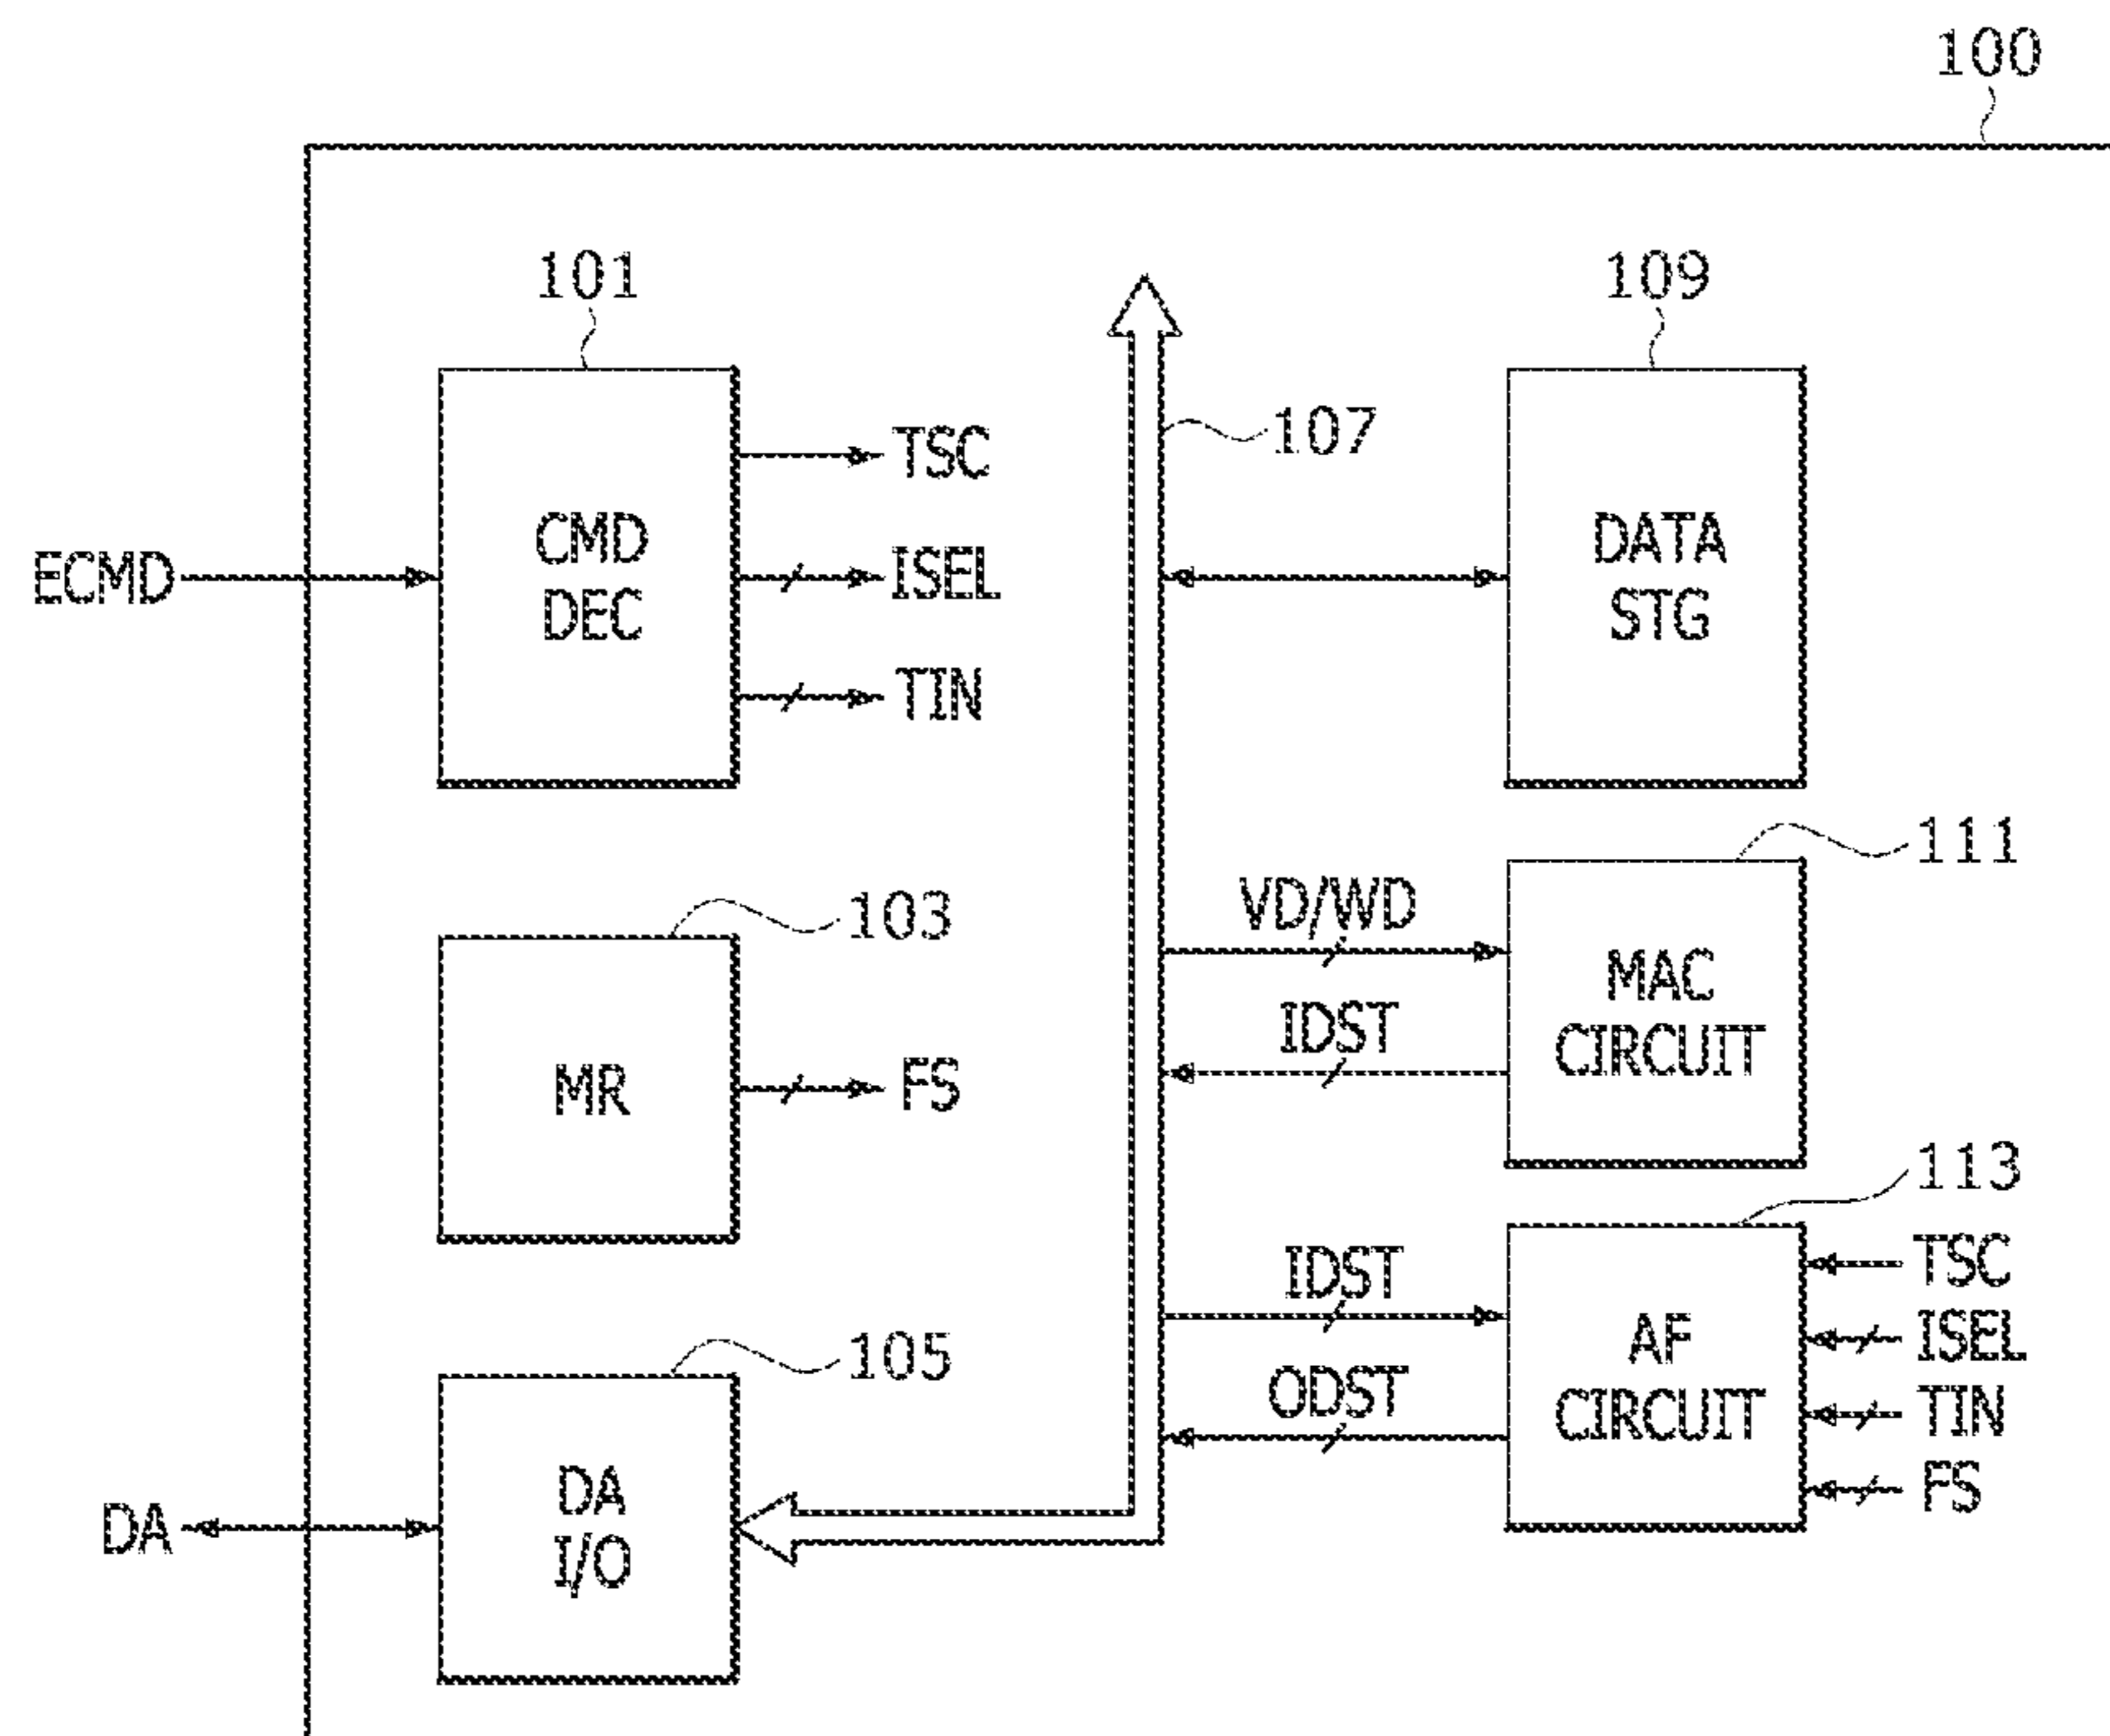 100
101
109
TSC
107
CMD
DEC
DATA
STG
ECMD
ISEL
TIN
111
103
VD/WD
MAC
CIRCUIT
IDST
MR
FS
113
IDST
TSC
AF
CIRCUIT
ISEL
105
ODST
TIN
DA
I/O
FS
DA